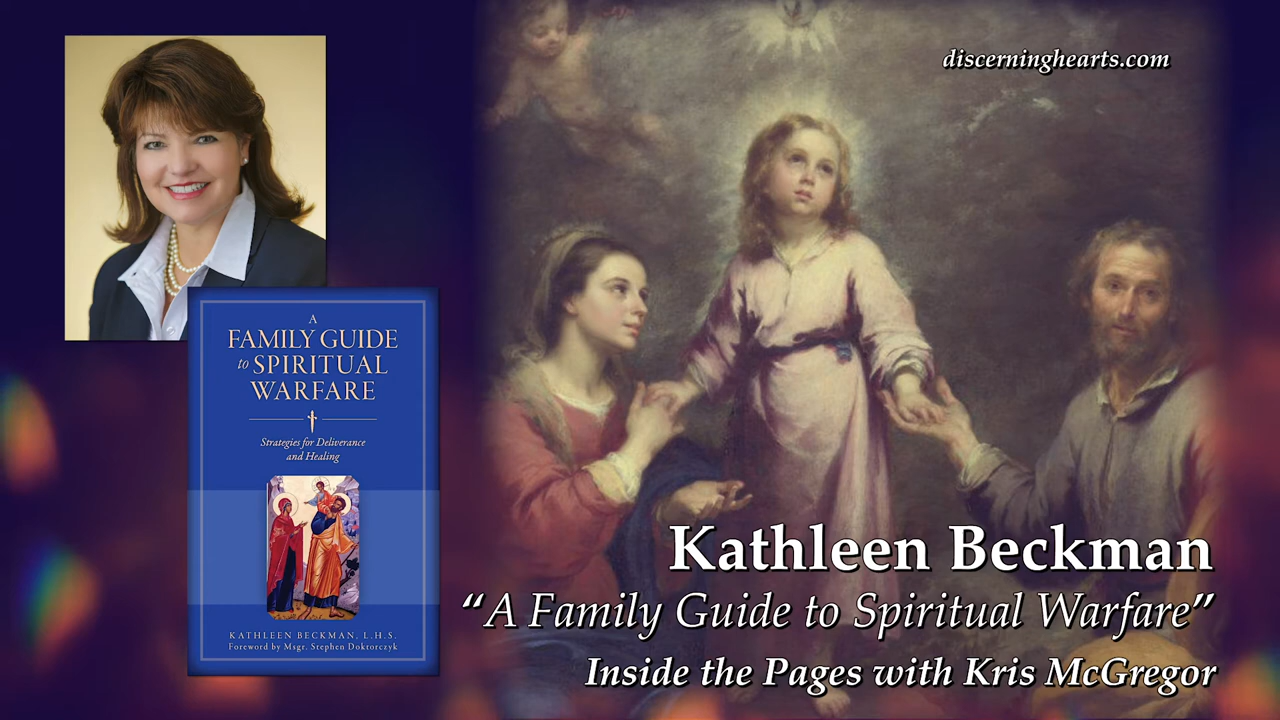 discerninghearts.com
A
FAMILY GUIDE
to SPIRITUAL
WARFARE
Strategies for Deliverance
and Healing
KATHLEEN BECKMAN, L.H.S.
Foreword by Msgr. Stephen Doktorczyk
Kathleen Beckman
“A Family Guide to Spiritual Warfare”
Inside the Pages with Kris McGregor